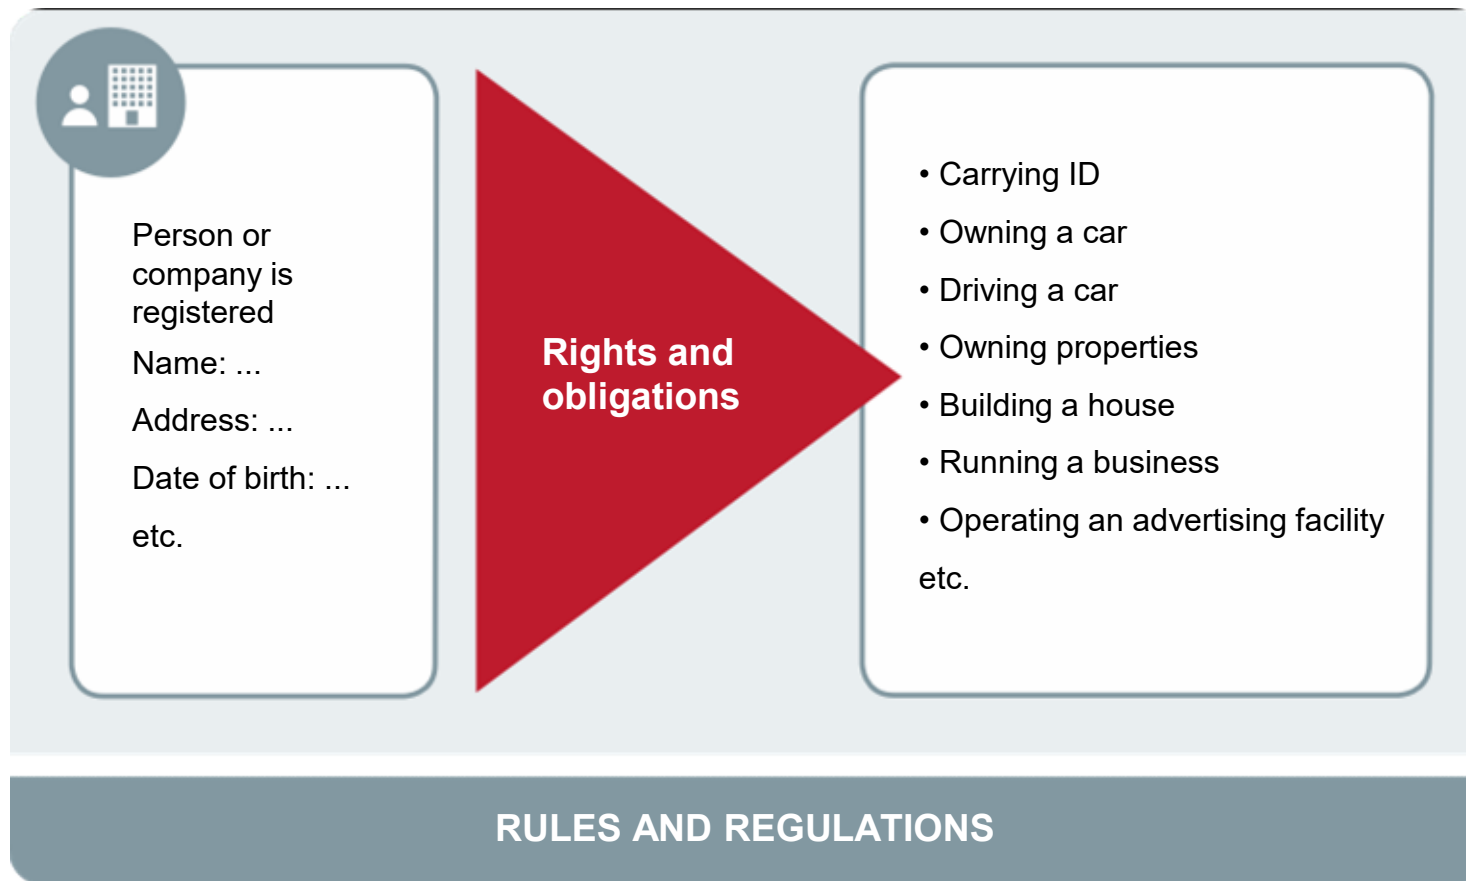 Person or
company is
registered
Name: ...
Address: ...
Date of birth: ...
etc.
Rights and
obligations
• Carrying ID
• Owning a car
• Driving a car
• Owning properties
• Building a house
• Running a business
• Operating an advertising facility
etc.
RULES AND REGULATIONS